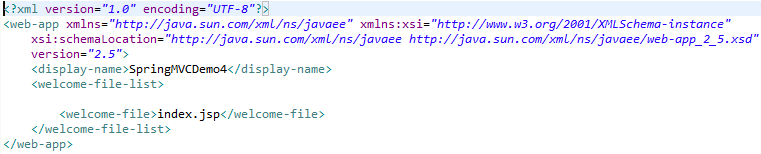 <?xml version="1.0" encoding="UTF-8"?>
<web-app xmlns="http://java.sun.com/xml/ns/javaee" xmlns:xsi="http://www.w3.org/2001/XMLSchema-instance"
xsi:schemaLocation="http://java.sun.com/xml/ns/javaee http://java.sun.com/xml/ns/javaee/web-app_2_5.xsd"
version="2.5">
<display-name>SpringMVCDemo4</display-name>
<welcome-file-list>
<welcome-file>index.jsp</welcome-file>
</welcome-file-list>
</web-app>